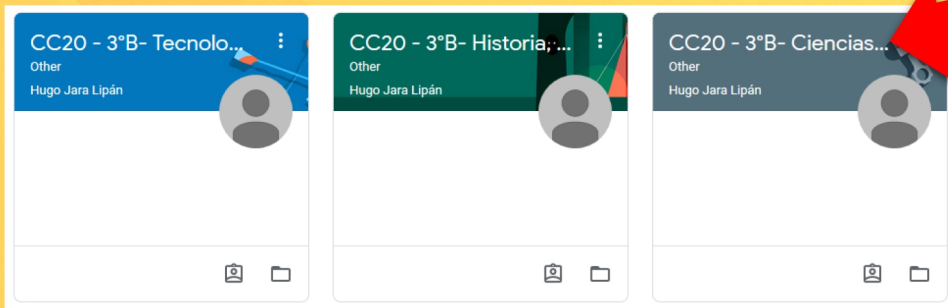 CC20 - 3°B- Tecnolo...
Other
Hugo Jara Lipán
CC20 - 3°B- Historia;...
Other
Hugo Jara Lipán
CC20 - 3°B- Ciencias...
Other
Hugo Jara Lipán